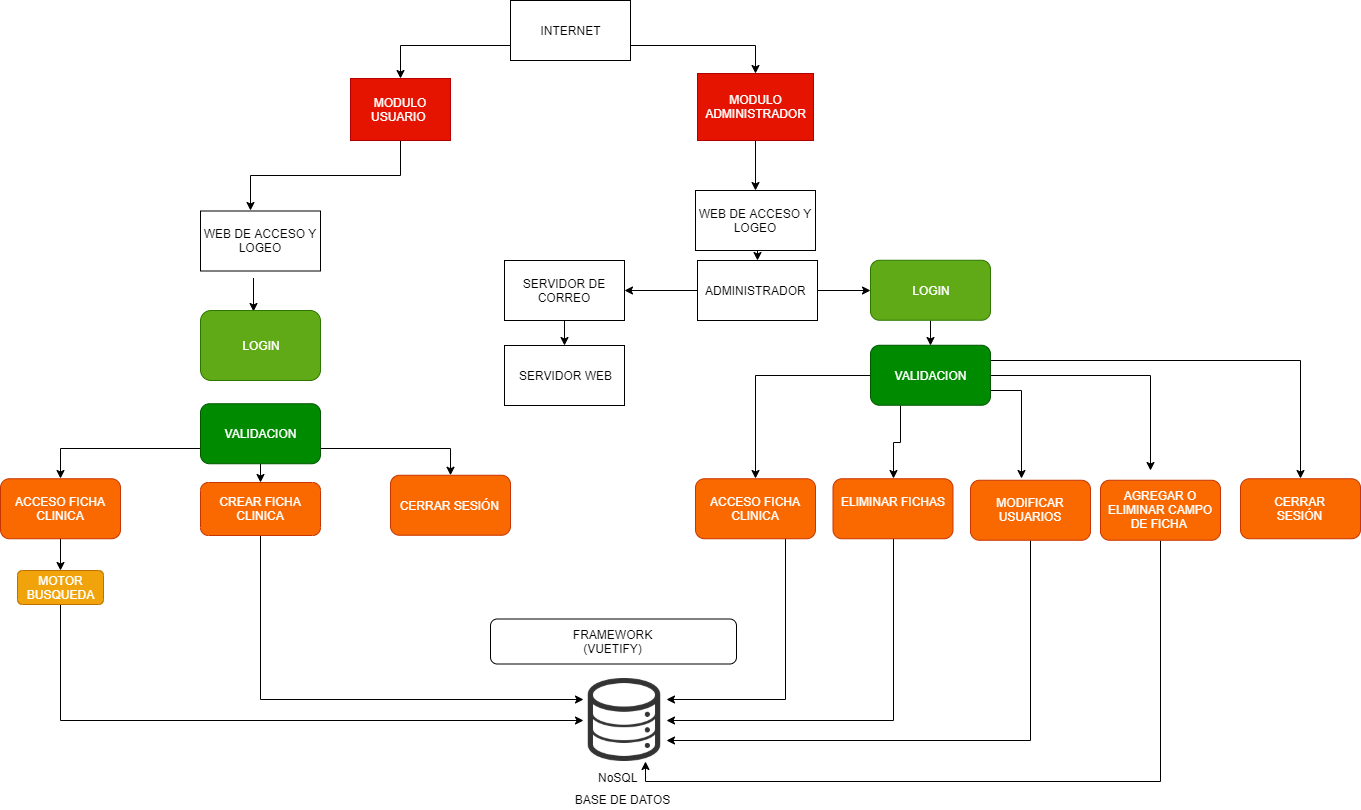 INTERNET
MODULO
USUARIO
MODULO
ADMINISTRADOR
WEB DE ACCESO Y
LOGEO
WEB DE ACCESO Y
LOGEO
SERVIDOR DE
CORREO
ADMINISTRADOR
LOGIN
LOGIN
SERVIDOR WEB
VALIDACION
VALIDACION
ACCESO FICHA
CLINICA
CREAR FICHA
CLINICA
CERRAR SESIÓN
ACCESO FICHA
CLINICA
ELIMINAR FICHAS
MODIFICAR
USUARIOS
AGREGAR O
ELIMINAR CAMPO
DE FICHA
CERRAR
SESIÓN
MOTOR
BUSQUEDA
FRAMEWORK
(VUETIFY)
NoSQL
BASE DE DATOS